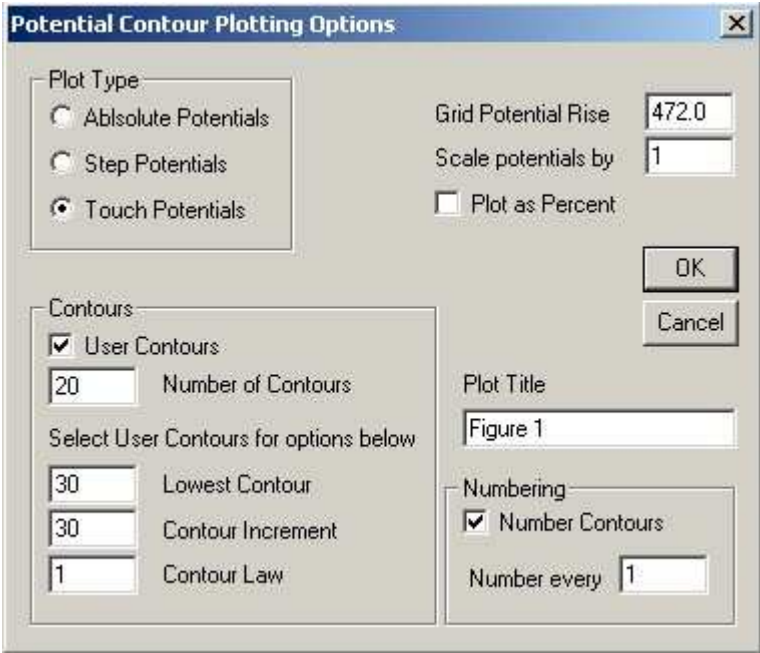 Potential Contour Plotting Options
Plot Type
Ablsolute Potentials
Step Potentials
Touch Potentials
Grid Potential Rise 472.0
Scale potentials by 1
Plot as Percent
OK
Cancel
Contours
User Contours
20 Number of Contours
Select User Contours for options below
30 Lowest Contour
30 Contour Increment
1 Contour Law
Plot Title
Figure 1
Numbering
Number Contours
Number every 1